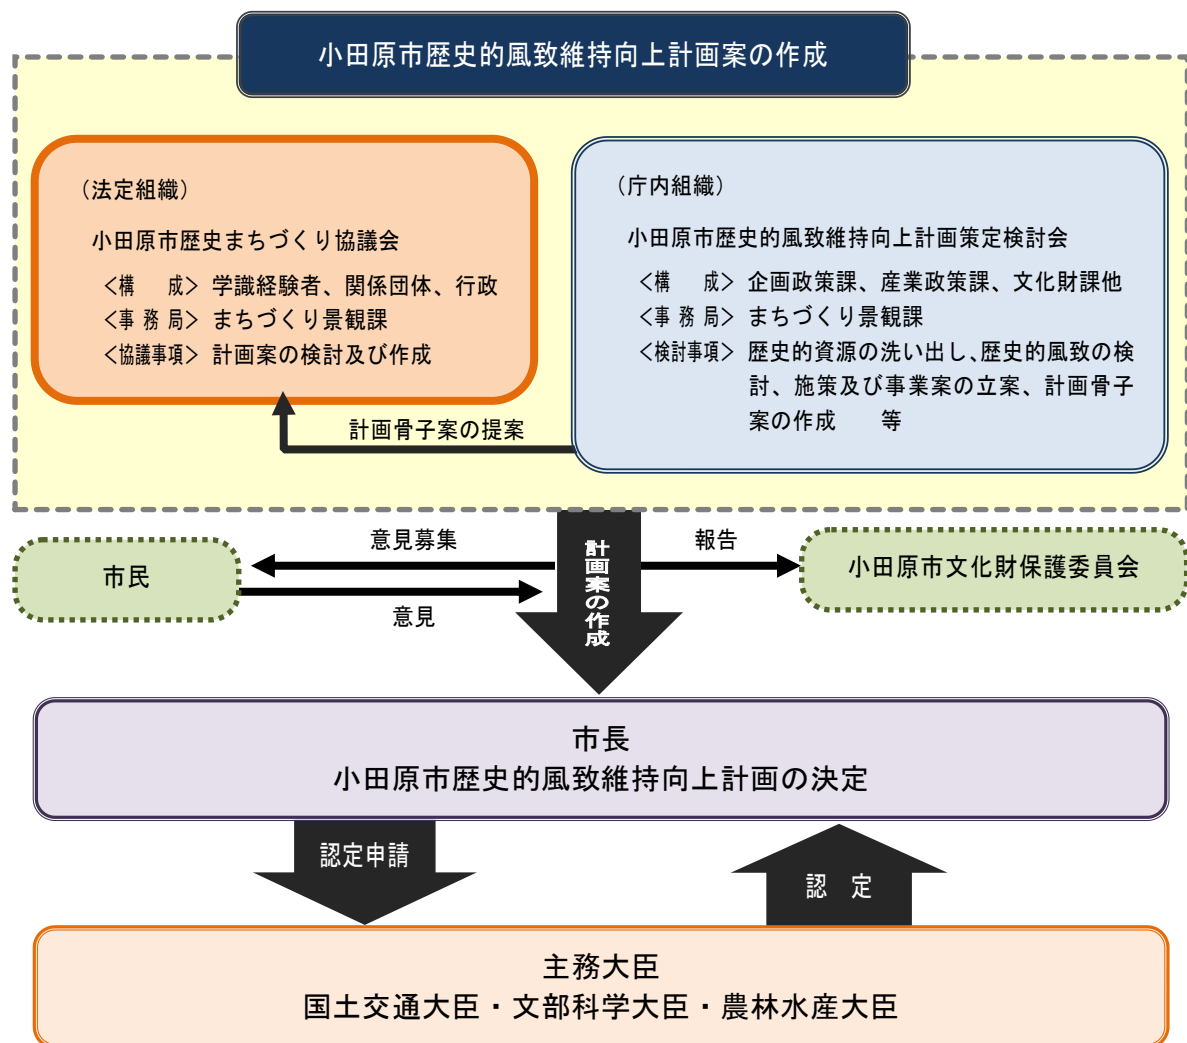 小田原市歴史的風致維持向上計画案の作成
（法定組織）
小田原市歴史まちづくり協議会
＜構　成＞ 学識経験者、関係団体、行政
＜事 務 局＞ まちづくり景観課
＜協議事項＞ 計画案の検討及び作成
（庁内組織）
小田原市歴史的風致維持向上計画策定検討会
＜構　成＞ 企画政策課、産業政策課、文化財課他
＜事 務 局＞ まちづくり景観課
＜検討事項＞ 歴史的資源の洗い出し、歴史的風致の検
討、施策及び事業案の立案、計画骨子
案の作成　　等
計画骨子案の提案
意見募集
計画案の作成
報告
市民
小田原市文化財保護委員会
意見
市長
小田原市歴史的風致維持向上計画の決定
認定申請
認　定
主務大臣
国土交通大臣・文部科学大臣・農林水産大臣